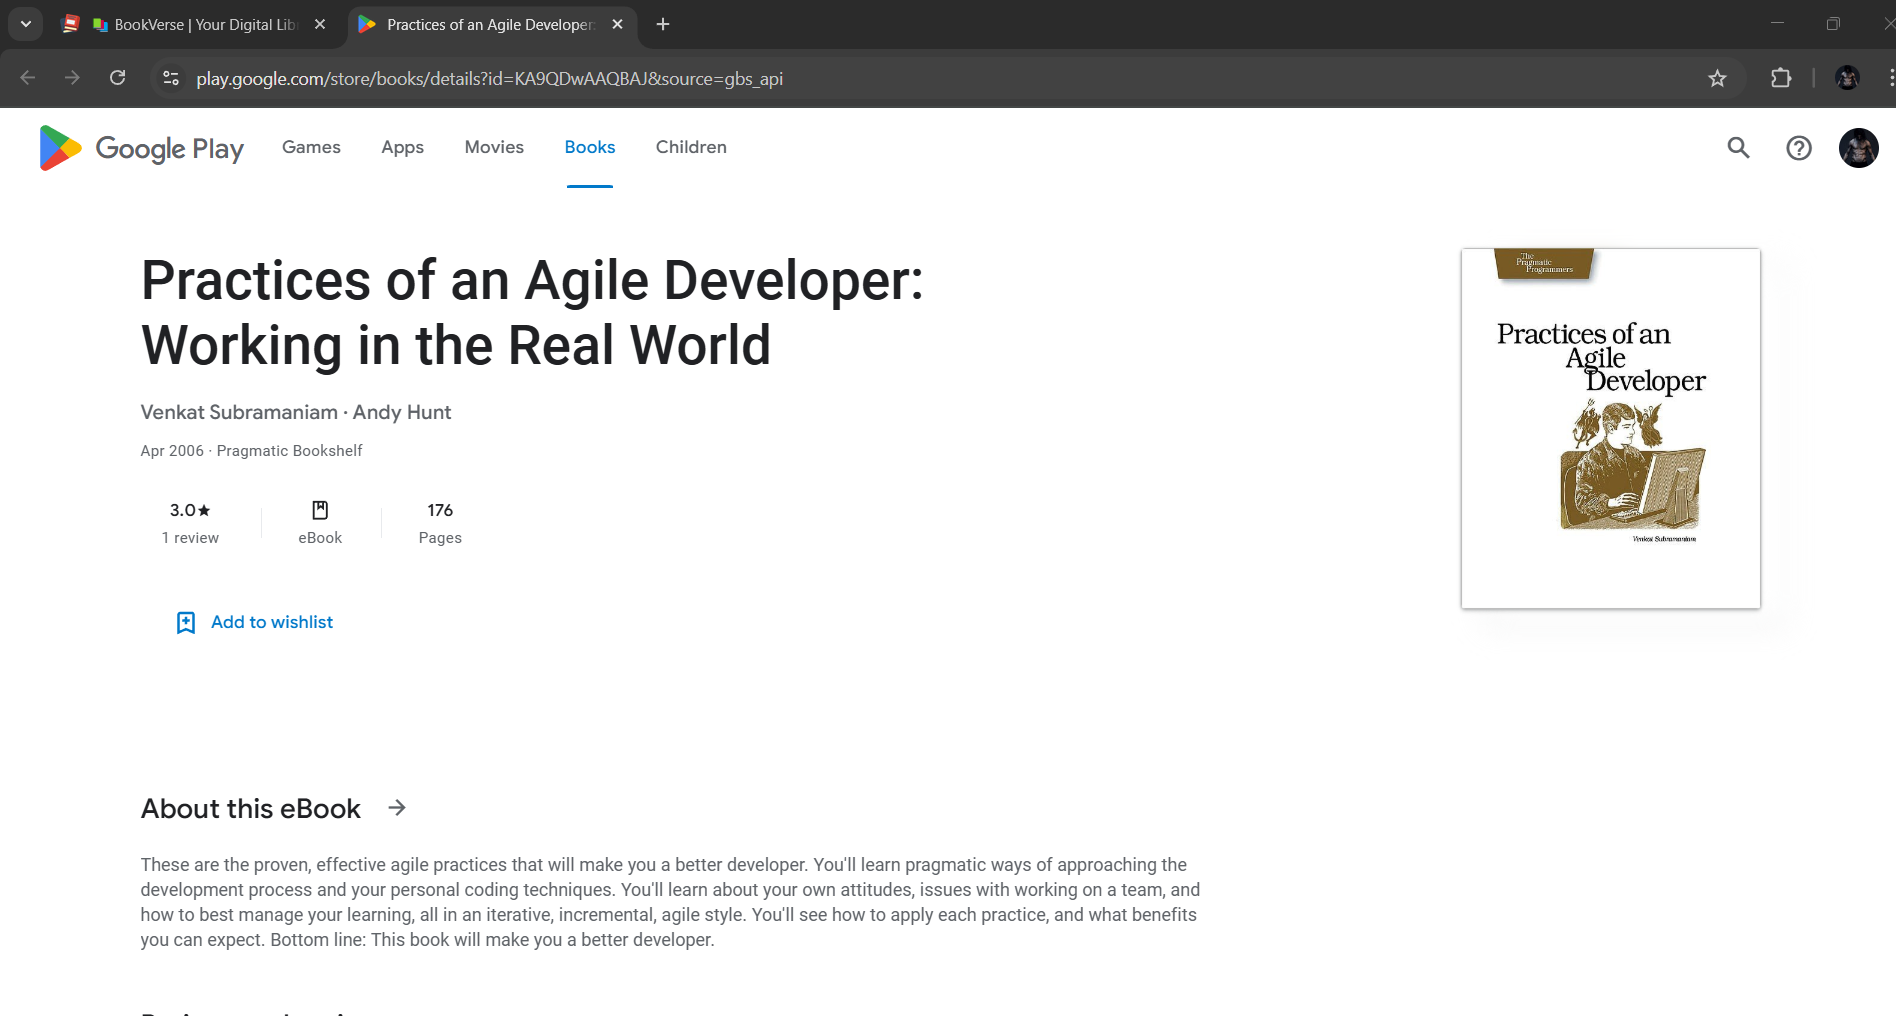 BookVerse | Your Digital Lib
Practices of an Agile Developer:
play.google.com/store/books/details?id=KA9QDwAAQBAJ&source=gbs_api
Google Play
Games
Apps
Movies
Books
Children
Practices of an Agile Developer:
Working in the Real World
Venkat Subramaniam · Andy Hunt
Apr 2006 · Pragmatic Bookshelf
3.0★
1 review
eBook
176
Pages
Add to wishlist
The
Pragmatic
Programmers
Practices of an
Agile
Developer
Venkat Subramaniam
About this eBook
These are the proven, effective agile practices that will make you a better developer. You'll learn pragmatic ways of approaching the
development process and your personal coding techniques. You'll learn about your own attitudes, issues with working on a team, and
how to best manage your learning, all in an iterative, incremental, agile style. You'll see how to apply each practice, and what benefits
you can expect. Bottom line: This book will make you a better developer.